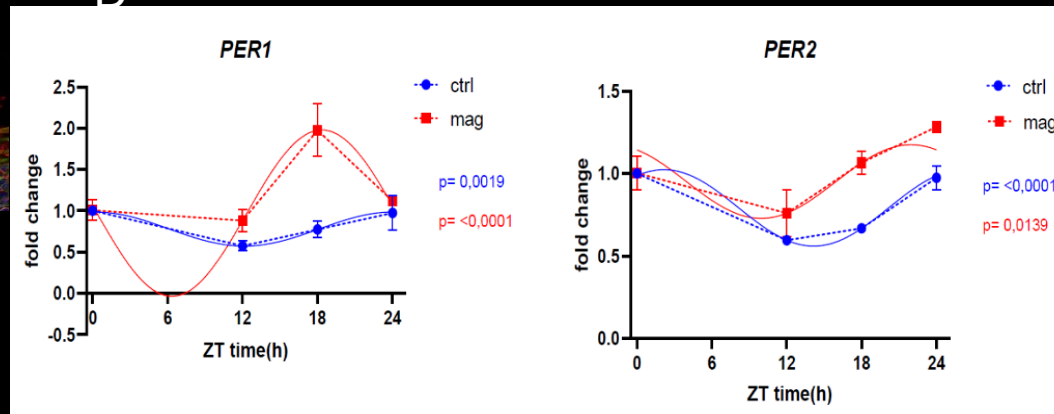 PER1
2.5
2.0
1.5
1.0
0.5
0.0
-0.5
fold change
0
6
12
18
24
ZT time(h)
ctrl
mag
p= 0,0019
p= <0,0001
PER2
1.5
1.0
0.5
0.0
fold change
0
6
12
18
24
ZT time(h)
ctrl
mag
p= <0,0001
p= 0,0139